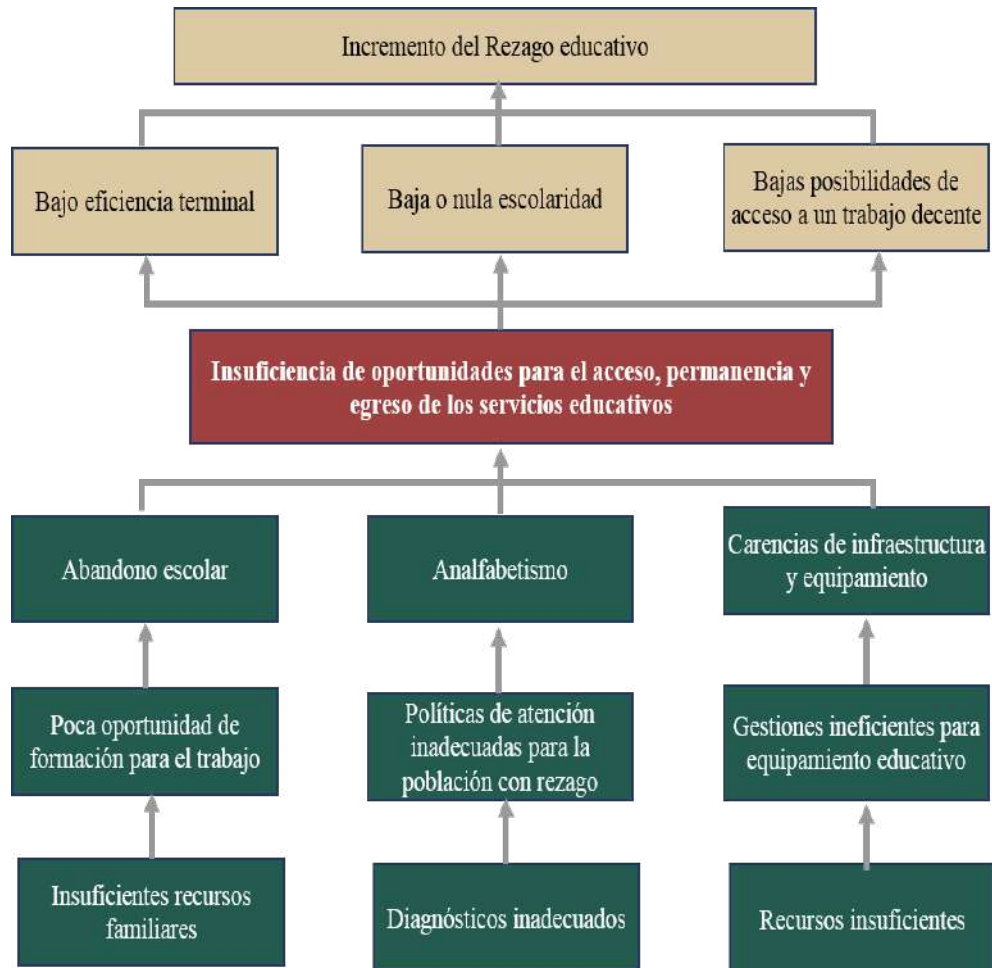 Incremento del Rezago educativo
Bajo eficiencia terminal
Baja o nula escolaridad
Bajas posibilidades de
acceso a un trabajo decente
Insuficiencia de oportunidades para el acceso, permanencia y
egreso de los servicios educativos
Abandono escolar
Analfabetismo
Carencias de infraestructura
y equipamiento
Poca oportunidad de
formación para el trabajo
Políticas de atención
inadecuadas para la
población con rezago
Gestiones ineficientes para
equipamiento educativo
Insuficientes recursos
familiares
Diagnósticos inadecuados
Recursos insuficientes